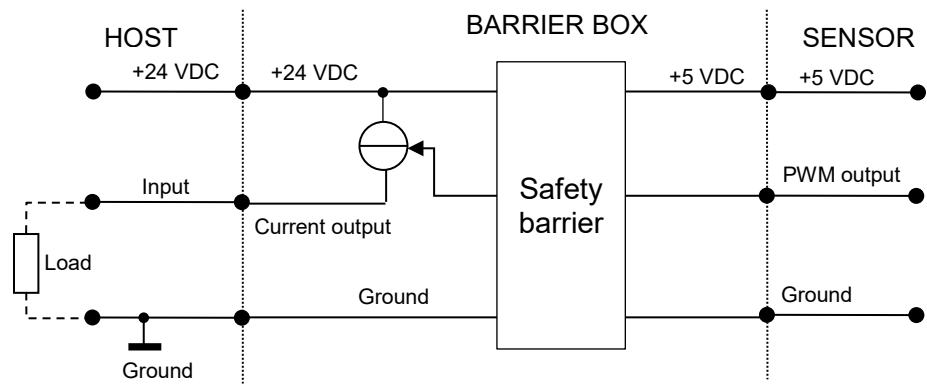 HOST
BARRIER BOX
SENSOR
+24 VDC
+24 VDC
+5 VDC
+5 VDC
Input
Current output
Safety
barrier
PWM output
Load
Ground
Ground
Ground